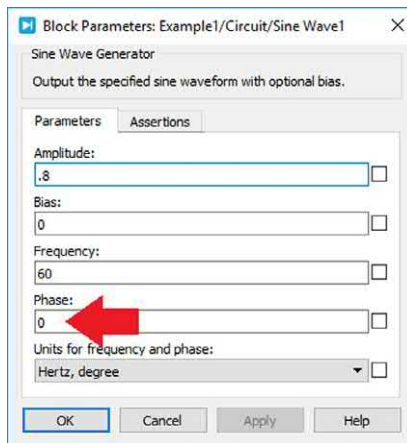 Block Parameters: Example1/Circuit/Sine Wave1
Sine Wave Generator
Output the specified sine waveform with optional bias.
Parameters Assertions
Amplitude:
.8
Bias:
0
Frequency:
60
Phase:
0
Units for frequency and phase:
Hertz, degree
OK Cancel Apply Help